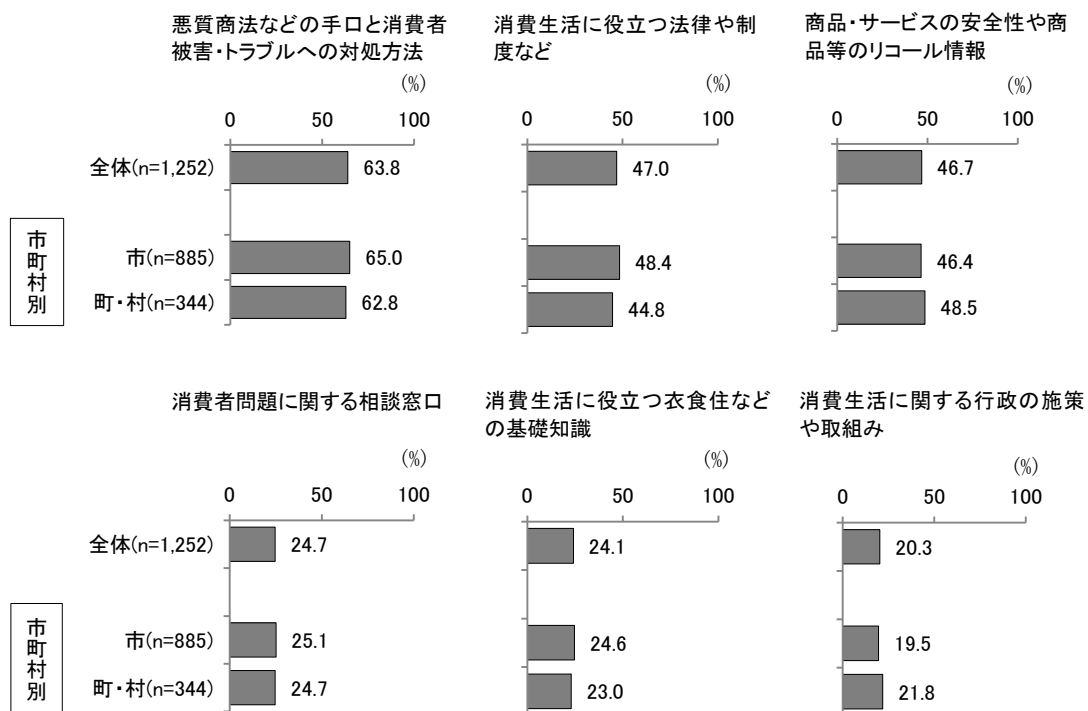 悪質商法などの手口と消費者
被害・トラブルへの対処方法
消費生活に役立つ法律や制
度など
商品・サービスの安全性や商
品等のリコール情報
(%)
(%)
(%)
0 50 100
0 50 100
0 50 100
全体(n=1,252) 63.8 47.0 46.7
市町村別
市(n=885) 65.0 48.4 46.4
町・村(n=344) 62.8 44.8 48.5
消費者問題に関する相談窓口
消費生活に役立つ衣食住など
の基礎知識
消費生活に関する行政の施策
や取組み
(%)
(%)
(%)
0 50 100
0 50 100
0 50 100
全体(n=1,252) 24.7 24.1 20.3
市町村別
市(n=885) 25.1 24.6 19.5
町・村(n=344) 24.7 23.0 21.8